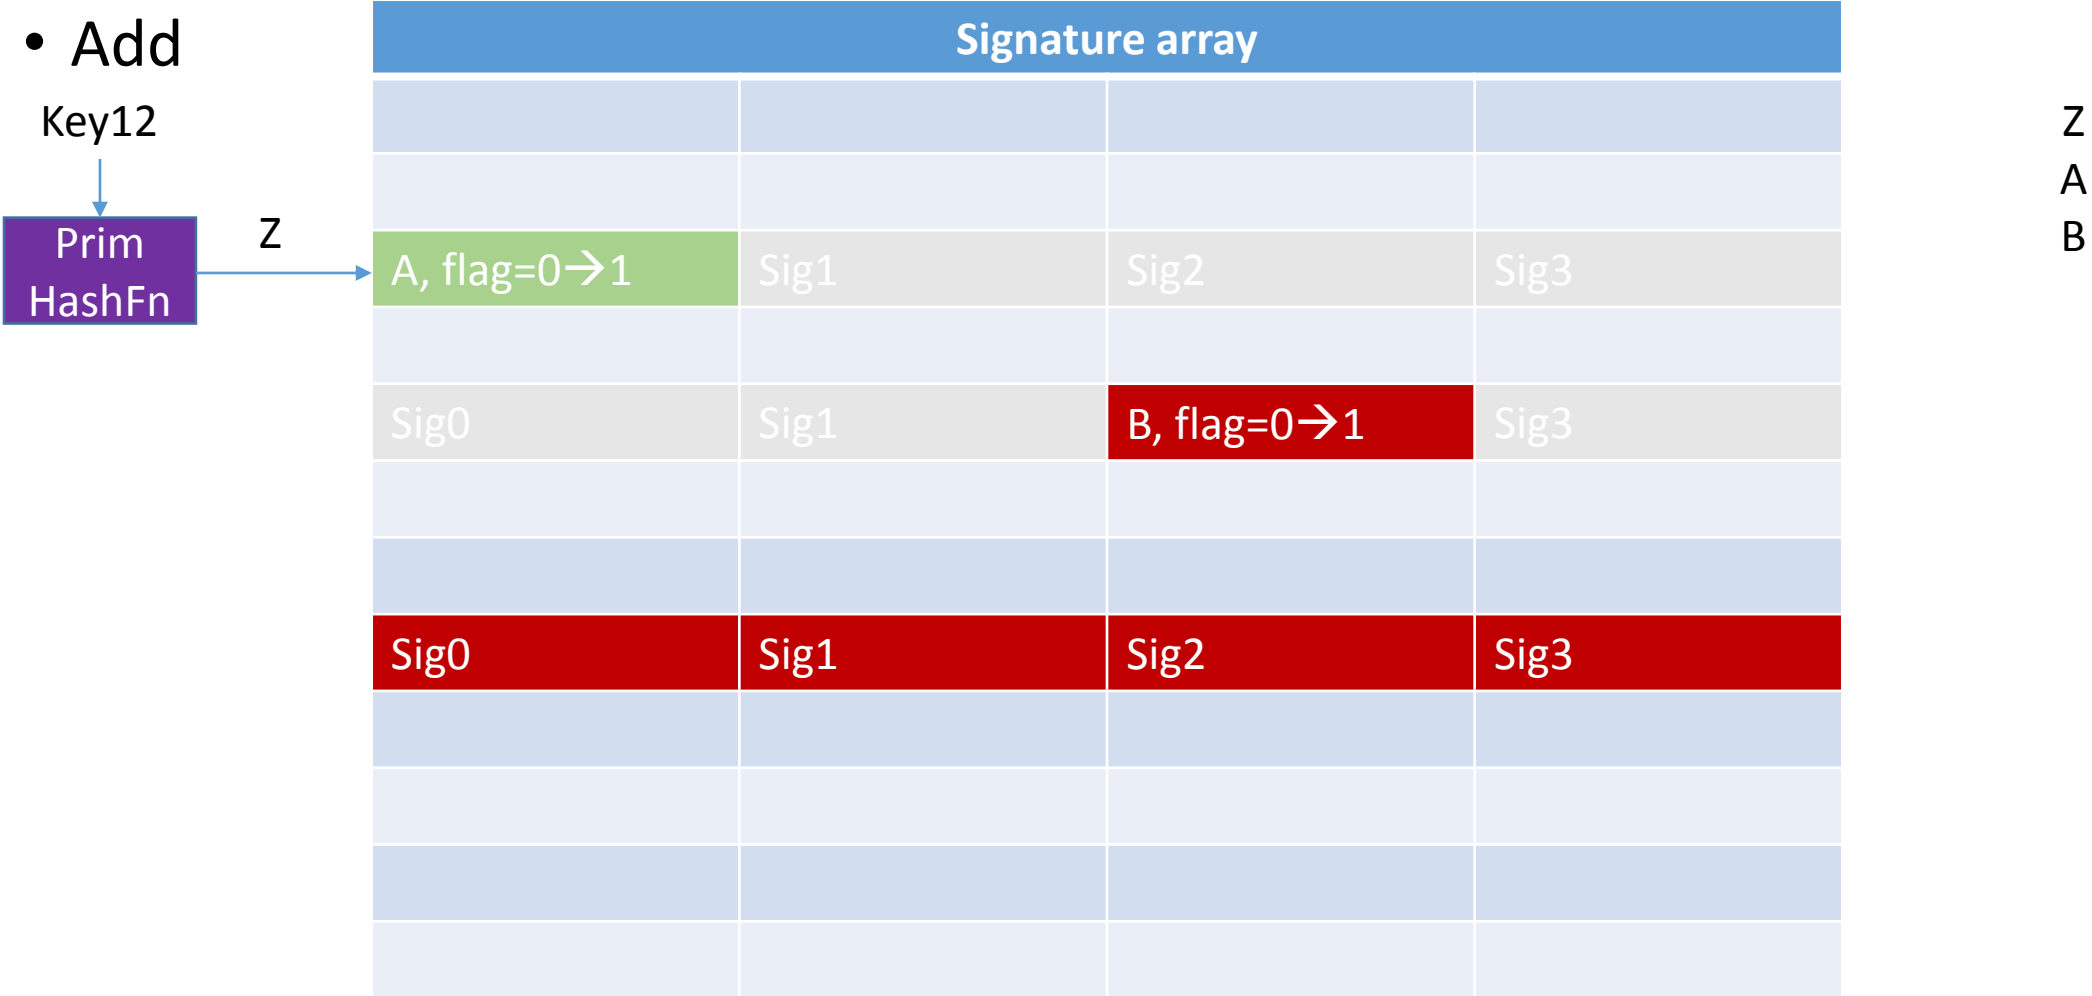 • Add
Signature array
Key12
Z
A
B
Prim
HashFn
Z
A, flag=0→1
Sig1
Sig2
Sig3
Sig0
Sig1
B, flag=0→1
Sig3
Sig0
Sig1
Sig2
Sig3